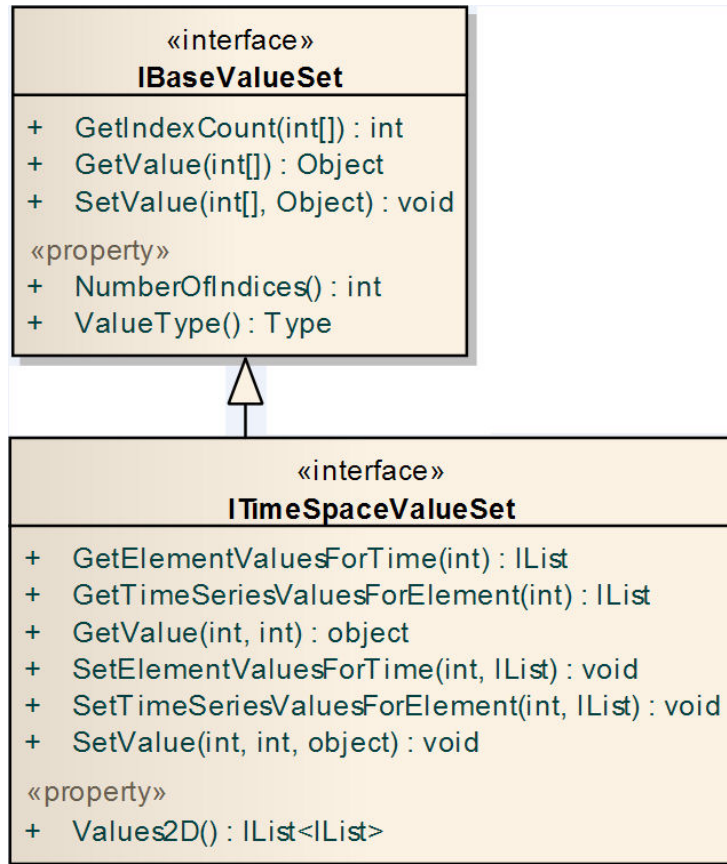 «interface»
IBaseValueSet
+ GetIndexCount(int[]) : int
+ GetValue(int[]) : Object
+ SetValue(int[], Object) : void
«property»
+ NumberOfIndices() : int
+ ValueType() : Type
«interface»
ITimeSpaceValueSet
+ GetElementValuesForTime(int) : IList
+ GetTimeSeriesValuesForElement(int) : IList
+ GetValue(int, int) : object
+ SetElementValuesForTime(int, IList) : void
+ SetTimeSeriesValuesForElement(int, IList) : void
+ SetValue(int, int, object) : void
«property»
+ Values2D() : IList<IList>